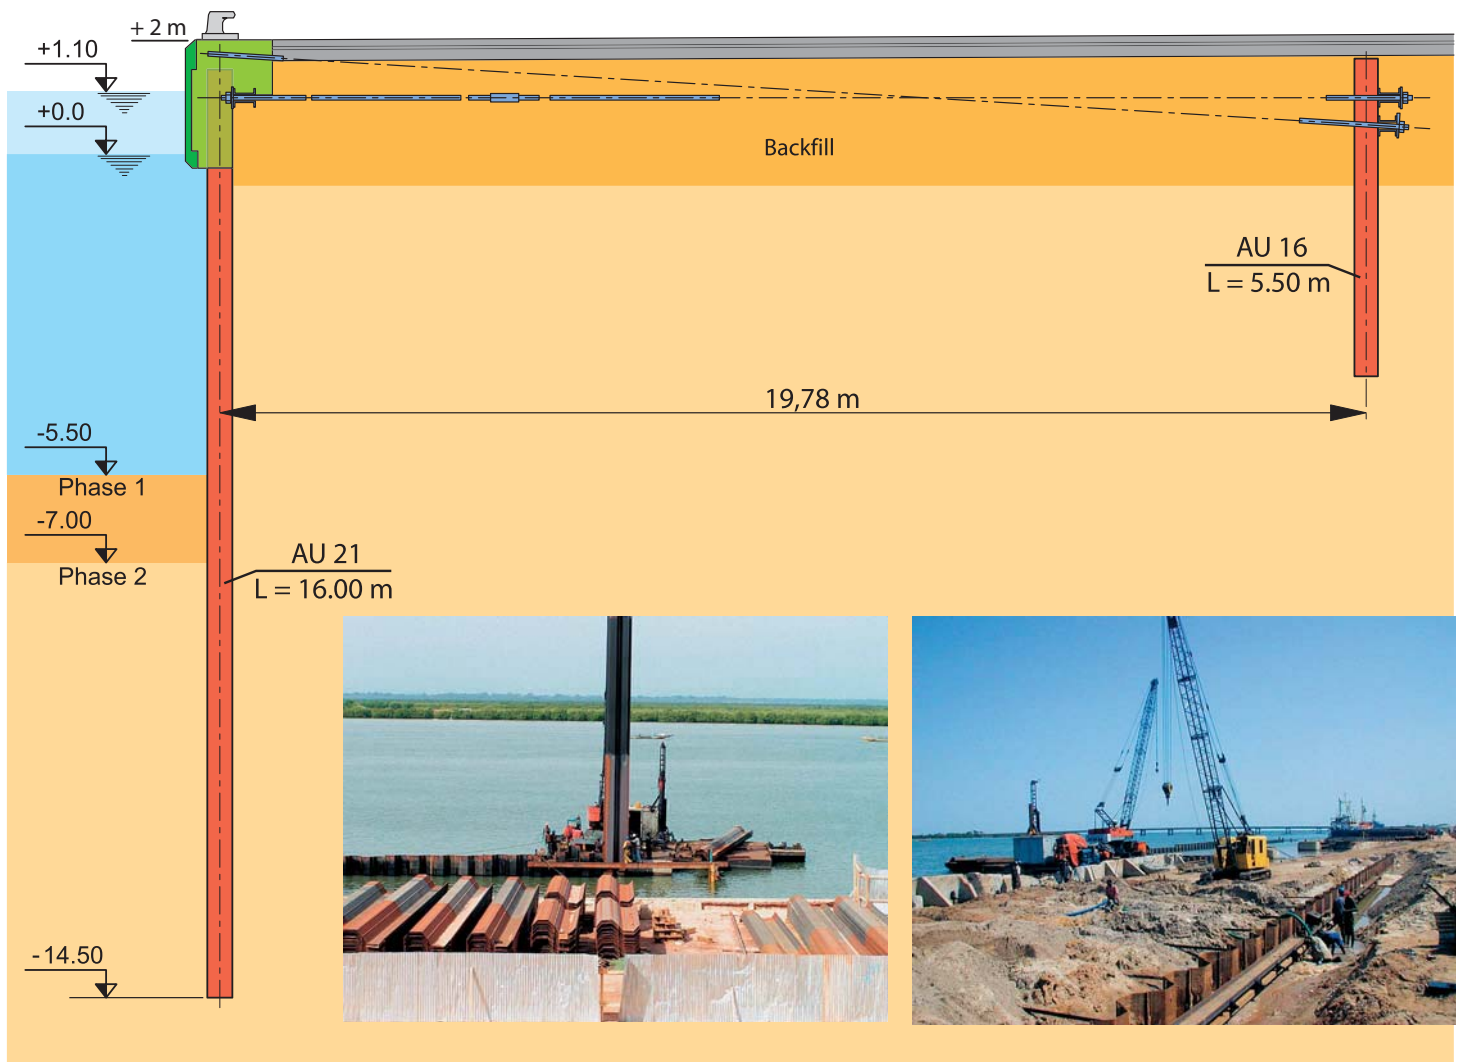 + 2 m
+1.10
+0.0
Backfill
AU 16
L = 5.50 m
19,78 m
-5.50
Phase 1
-7.00
Phase 2
AU 21
L = 16.00 m
-14.50